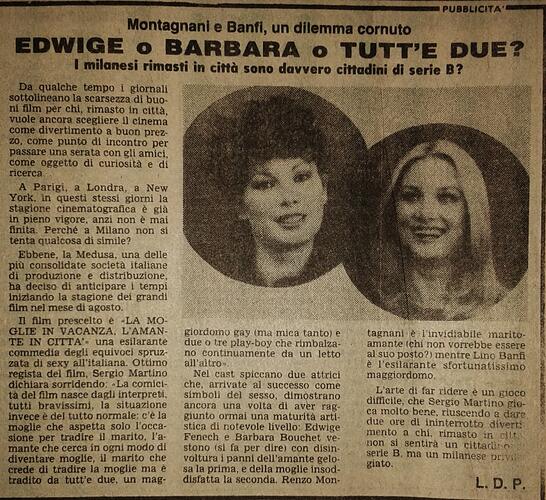 PUBBLICITA'
Montagnani e Banfi, un dilemma cornuto
EDWIGE o BARBARA o TUTT'E DUE?
I milanesi rimasti in città sono davvero cittadini di serie B?
Da qualche tempo i giornali
sottolineano la scarsezza di buo-
ni film per chi, rimasto in città,
vuole ancora scegliere il cinema
come divertimento a buon prez-
zo, come punto di incontro per
passare una serata con gli amici,
come oggetto di curiosità e di
ricerca.
A Parigi, a Londra, a New
York, in questi stessi giorni la
stagione cinematografica è già
in pieno vigore, anzi non è mai
finita. Perché a Milano non si
tenta qualcosa di simile?
Ebbene, la Medusa, una delle
più consolidate società italiane
di produzione e distribuzione,
ha deciso di anticipare i tempi
iniziando la stagione dei grandi
film nel mese di agosto.
Il film prescelto è «LA MO-
GLIE IN VACANZA, L'AMAN-
TE IN CITTA'» una esilarante
commedia degli equivoci spruz-
zata di sexy all'italiana. Ottimo
regista del film, Sergio Martino
dichiara sorridendo: «La comici-
tà del film nasce dagli interpreti,
tutti bravissimi, la situazione
invece è del tutto normale; c'è la
moglie che aspetta solo l'occa-
sione per tradire il marito, l'a-
mante che cerca in ogni modo di
diventare moglie, il marito che
crede di tradire la moglie ma è
tradito da tutt'e due, un mag-
giordomo gay (ma mica tanto) e
due o tre play-boy che rimbalza-
no continuamente da un letto
all'altro».
Nel cast spiccano due attrici
che, arrivate al successo come
simboli del sesso, dimostrano
ancora una volta di aver rag-
giunto ormai una maturità arti-
stica di notevole livello: Edwige
Fenech e Barbara Bouchet ve-
stono (si fa per dire) con disin-
voltura i panni dell'amante ge-
losa la prima, e della moglie insod-
disfatta la seconda. Renzo Mon-
tagnani è l'invidiabile marito-
amante (chi non vorrebbe essere
al suo posto?) mentre Lino Banfi
è l'esilarante sfortunatissimo
maggiordomo.
L'arte di far ridere è un gioco
difficile, che Sergio Martino gio-
ca molto bene, riuscendo a dare
due ore di ininterrotto diverti-
mento a chi, rimasto in città,
non si sentirà un cittadino di
serie B, ma un milanese privile-
giato.
L. D. P.